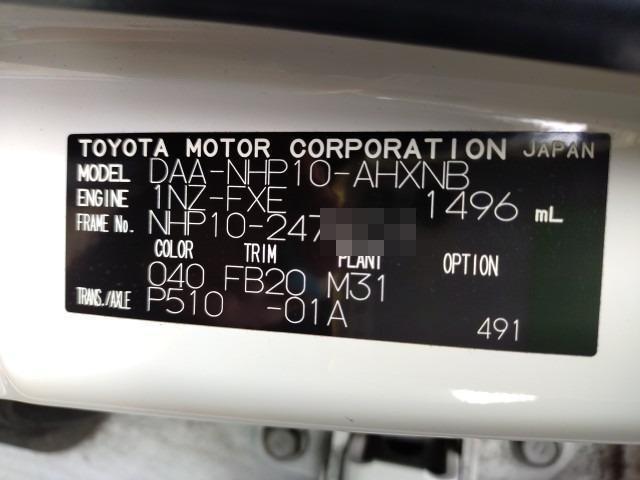 TOYOTA MOTOR CORPORATION JAPAN
MODEL DAA-NHP10-AHXNB
ENGINE 1NZ-FXE 1496 mL
FRAME No. NHP10-247
COLOR TRIM PLANT OPTION
040 FB20 M31
TRANS./AXLE P510 -01A
491